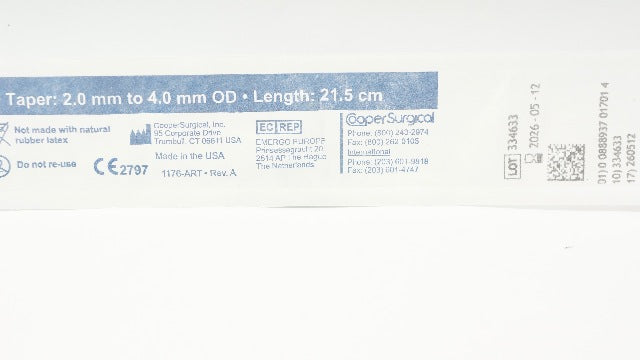 Taper: 2.0 mm to 4.0 mm OD • Length: 21.5 cm
Not made with natural
rubber latex
Do not re-use
CE 2797
CooperSurgical, Inc.
95 Corporate Drive
Trumbull, CT 06611 USA
Made in the USA
1176-ART • Rev. A
EC REP
EMERGO EUROPE
Prinsessegracht 20
2514 AP The Hague
The Netherlands
CooperSurgical
Phone: (800) 243-2974
Fax: (800) 262-0105
International
Phone: (203) 601-9818
Fax: (203) 601-4747
LOT 334633
2026-05-12
01) 0 0888937 01701 4
10) 334633
17) 260512